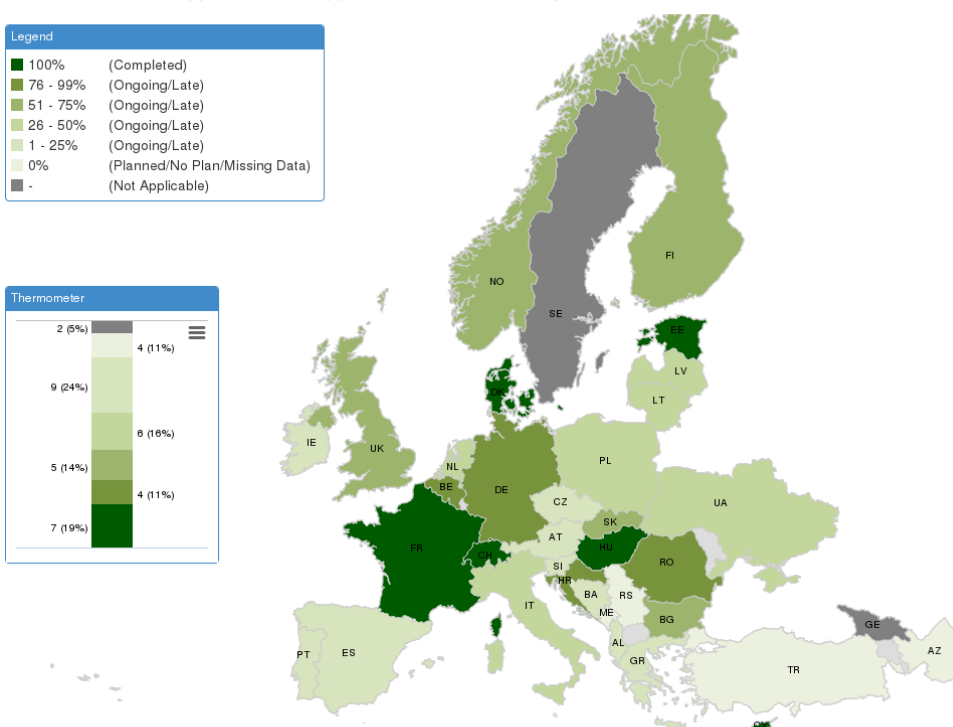 Legend
100% (Completed)
76 - 99% (Ongoing/Late)
51 - 75% (Ongoing/Late)
26 - 50% (Ongoing/Late)
1 - 25% (Ongoing/Late)
0% (Planned/No Plan/Missing Data)
- (Not Applicable)
Thermometer
2 (5%)
4 (11%)
9 (24%)
6 (16%)
5 (14%)
4 (11%)
7 (19%)
FI
NO
SE
EE
LV
DK
LT
IE
UK
PL
NL
BE
DE
CZ
UA
SK
AT
HU
FR
CH
RO
SI
HR
BA
RS
IT
ME
BG
GE
AL
AZ
PT
ES
GR
TR